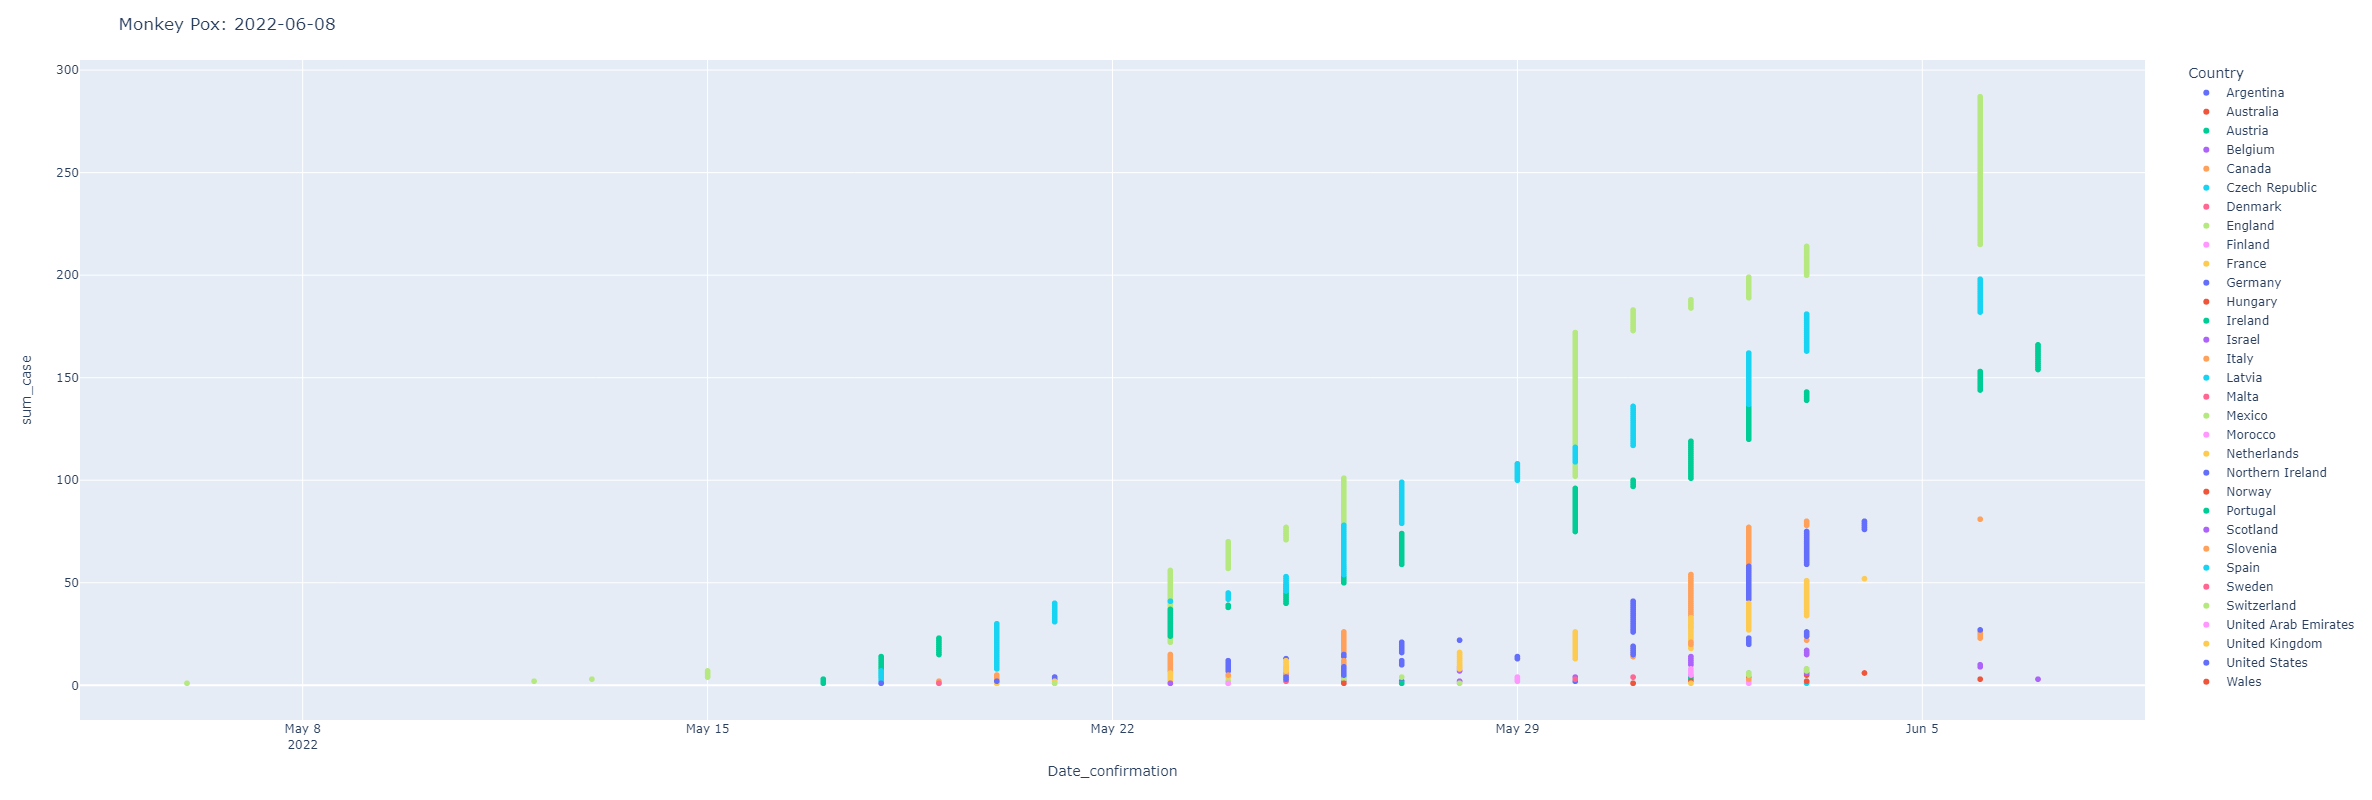 Monkey Pox: 2022-06-08
300
250
200
150
100
50
0
sum_case
May 8
2022
May 15
May 22
May 29
Jun 5
Date_confirmation
Country
Argentina
Australia
Austria
Belgium
Canada
Czech Republic
Denmark
England
Finland
France
Germany
Hungary
Ireland
Israel
Italy
Latvia
Malta
Mexico
Morocco
Netherlands
Northern Ireland
Norway
Portugal
Scotland
Slovenia
Spain
Sweden
Switzerland
United Arab Emirates
United Kingdom
United States
Wales